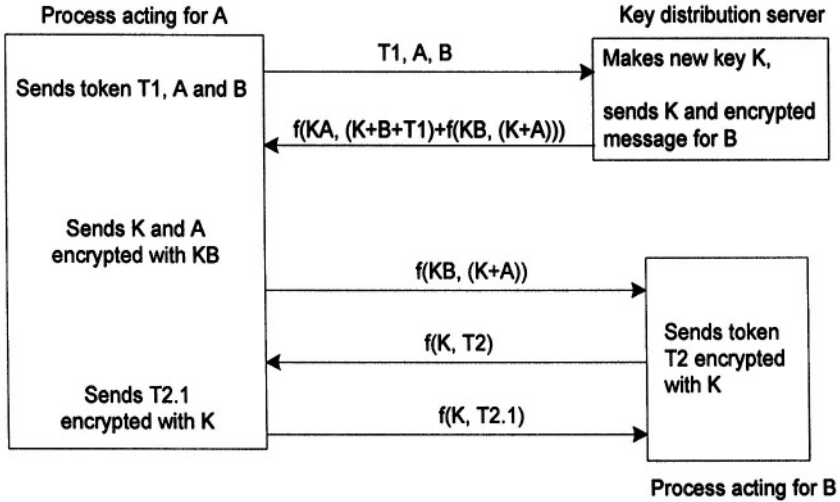 Process acting for A
Key distribution server
Sends token T1, A and B
T1, A, B
Makes new key K,
sends K and encrypted
message for B
f(KA, (K+B+T1)+f(KB, (K+A)))
Sends K and A
encrypted with KB
f(KB, (K+A))
Sends token
T2 encrypted
with K
f(K, T2)
Sends T2.1
encrypted with K
f(K, T2.1)
Process acting for B